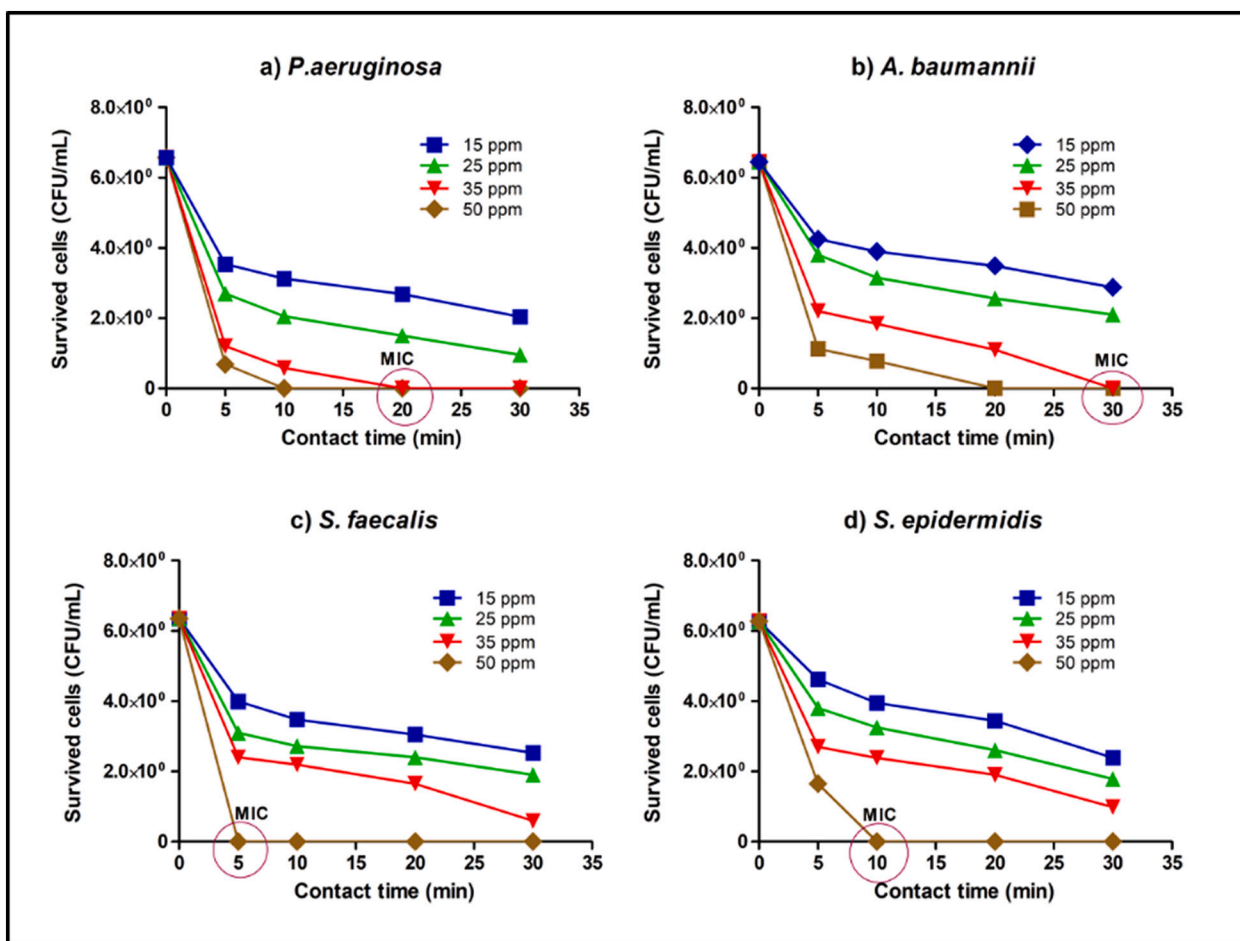 a) P.aeruginosa
8.0×10⁰
6.0×10⁰
4.0×10⁰
2.0×10⁰
0
Survived cells (CFU/mL)
15 ppm
25 ppm
35 ppm
50 ppm
MIC
0 5 10 15 20 25 30 35
Contact time (min)
b) A. baumannii
8.0×10⁰
6.0×10⁰
4.0×10⁰
2.0×10⁰
0
Survived cells (CFU/mL)
15 ppm
25 ppm
35 ppm
50 ppm
MIC
0 5 10 15 20 25 30 35
Contact time (min)
c) S. faecalis
8.0×10⁰
6.0×10⁰
4.0×10⁰
2.0×10⁰
0
Survived cells (CFU/mL)
15 ppm
25 ppm
35 ppm
50 ppm
MIC
0 5 10 15 20 25 30 35
Contact time (min)
d) S. epidermidis
8.0×10⁰
6.0×10⁰
4.0×10⁰
2.0×10⁰
0
Survived cells (CFU/mL)
15 ppm
25 ppm
35 ppm
50 ppm
MIC
0 5 10 15 20 25 30 35
Contact time (min)